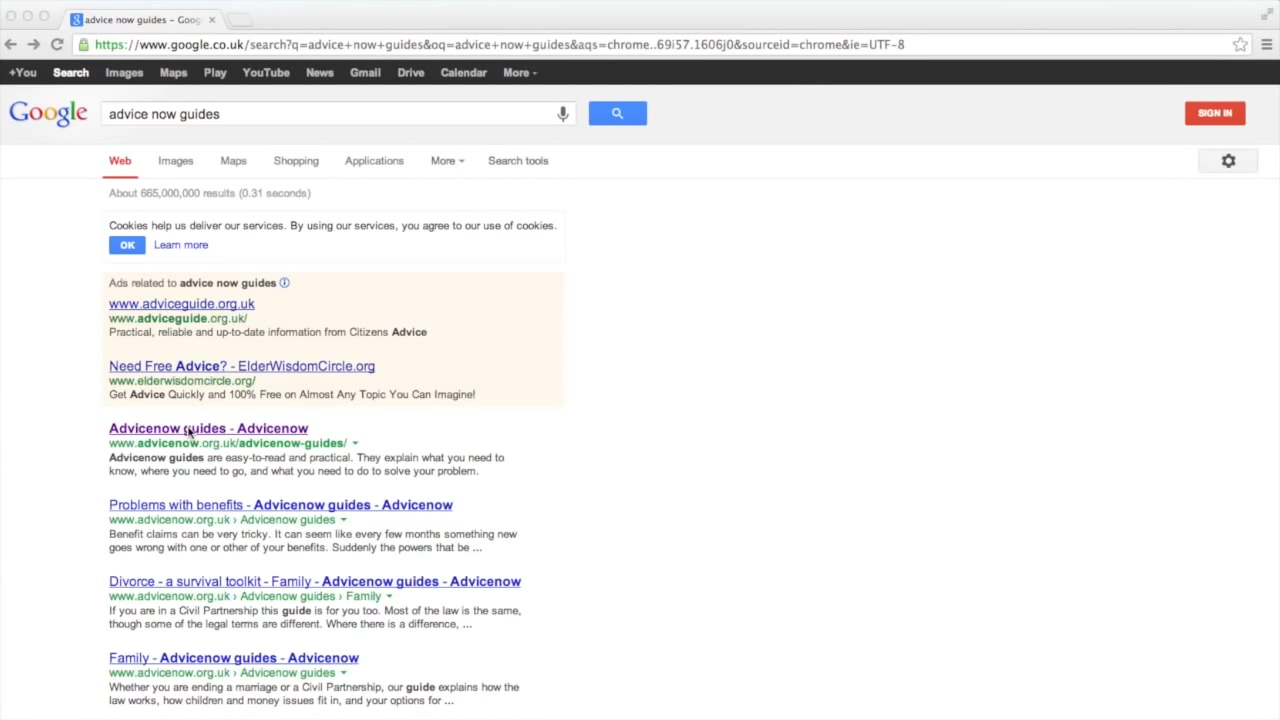 advice now guides - Goog
https://www.google.co.uk/search?q=advice+now+guides&oq=advice+now+guides&aqs=chrome..69i57.1606j0&sourceid=chrome&ie=UTF-8
+You Search Images Maps Play YouTube News Gmail Drive Calendar More
Google advice now guides SIGN IN
Web Images Maps Shopping Applications More Search tools
About 665,000,000 results (0.31 seconds)
Cookies help us deliver our services. By using our services, you agree to our use of cookies.
OK Learn more
Ads related to advice now guides
www.adviceguide.org.uk
www.adviceguide.org.uk/
Practical, reliable and up-to-date information from Citizens Advice
Need Free Advice? - ElderWisdomCircle.org
www.elderwisdomcircle.org/
Get Advice Quickly and 100% Free on Almost Any Topic You Can Imagine!
Advicenow guides - Advicenow
www.advicenow.org.uk/advicenow-guides/
Advicenow guides are easy-to-read and practical. They explain what you need to
know, where you need to go, and what you need to do to solve your problem.
Problems with benefits - Advicenow guides - Advicenow
www.advicenow.org.uk › Advicenow guides
Benefit claims can be very tricky. It can seem like every few months something new
goes wrong with one or other of your benefits. Suddenly the powers that be ...
Divorce - a survival toolkit - Family - Advicenow guides - Advicenow
www.advicenow.org.uk › Advicenow guides › Family
If you are in a Civil Partnership this guide is for you too. Most of the law is the same,
though some of the legal terms are different. Where there is a difference, ...
Family - Advicenow guides - Advicenow
www.advicenow.org.uk › Advicenow guides
Whether you are ending a marriage or a Civil Partnership, our guide explains how the
law works, how children and money issues fit in, and your options for ...